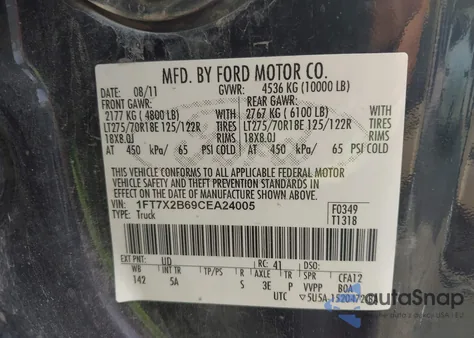 MFD. BY FORD MOTOR CO.
DATE: 08/11 GVWR: 4536 KG (10000 LB)
FRONT GAWR: REAR GAWR:
2177 KG ( 4800 LB) WITH 2767 KG ( 6100 LB) WITH
LT275/70R18E 125/122R TIRES LT275/70R18E 125/122R TIRES
18X8.0J RIMS 18X8.0J RIMS
AT 450 kPa/ 65 PSI COLD AT 450 kPa/ 65 PSI COLD
THIS VEHICLE CONFORMS TO ALL APPLICABLE FEDERAL MOTOR
VEHICLE SAFETY AND THEFT PREVENTION STANDARDS IN EFFECT
ON THE DATE OF MANUFACTURE SHOWN ABOVE.
VIN: 1FT7X2B69CEA24005 F0349
TYPE: Truck T1318
EXT PNT: UD RC: 41 DSO:
WB INT TR TP/PS R AXLE TR SPR CFA12
142 5A S 3E P VVPP BOA
UTC
autoSnap